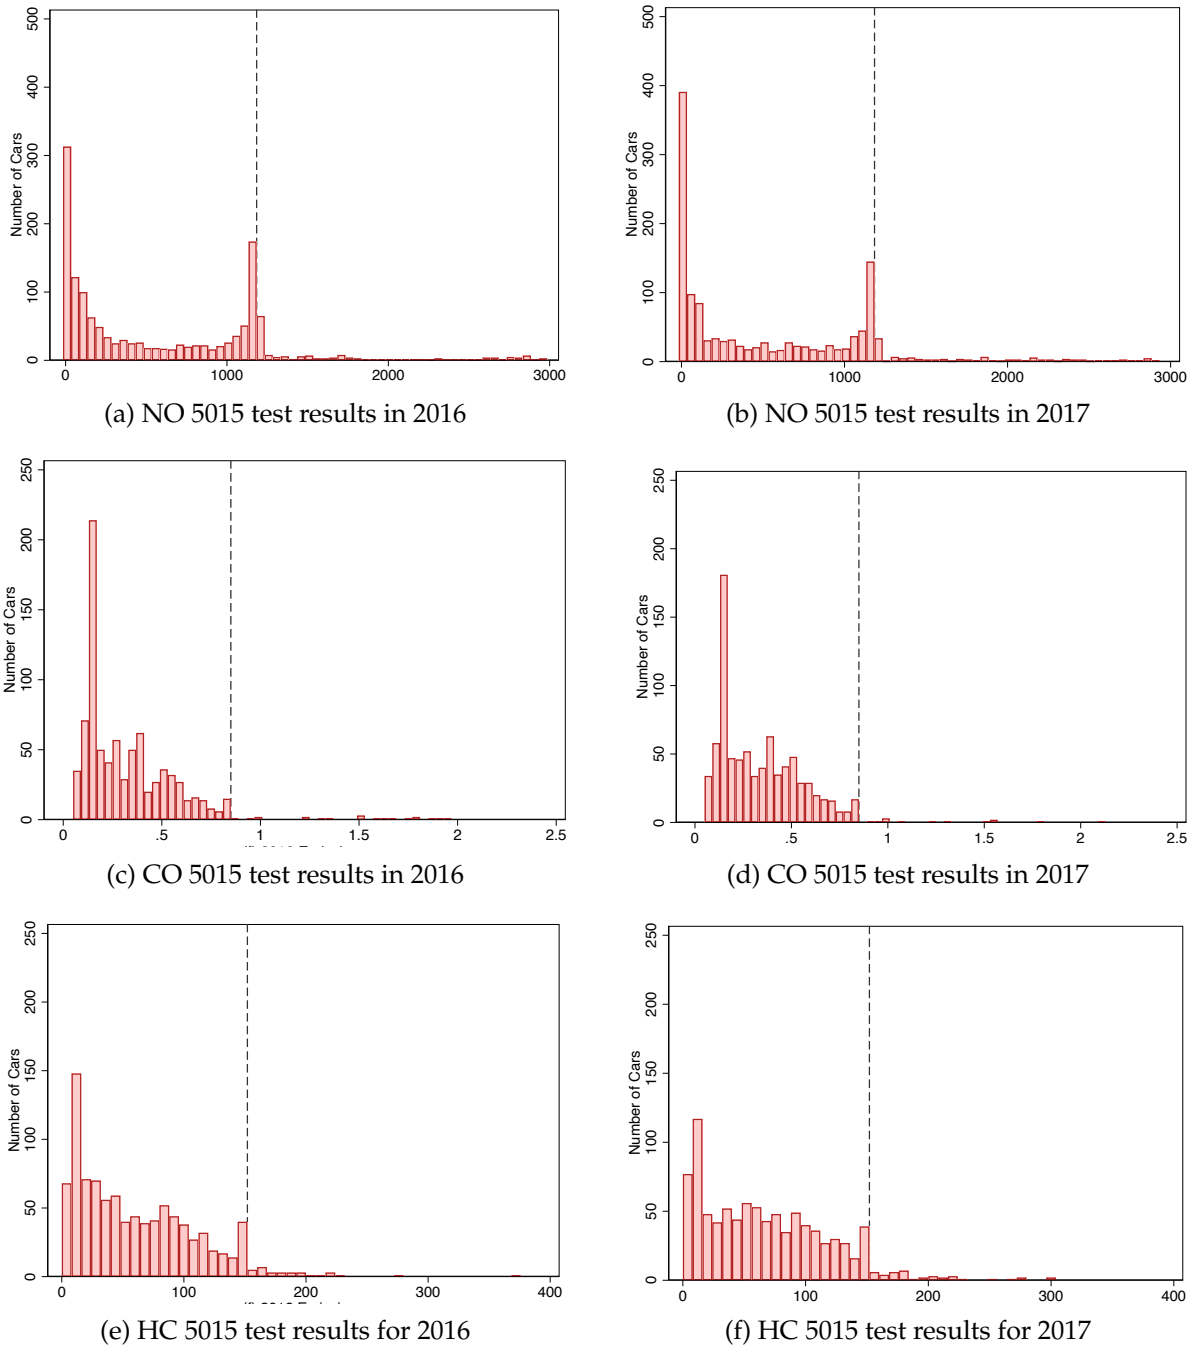 Number of Cars
0 100 200 300 400 500
0 1000 2000 3000
(a) NO 5015 test results in 2016
Number of Cars
0 100 200 300 400 500
0 1000 2000 3000
(b) NO 5015 test results in 2017
Number of Cars
0 50 100 150 200 250
0 .5 1 1.5 2 2.5
(c) CO 5015 test results in 2016
Number of Cars
0 50 100 150 200 250
0 .5 1 1.5 2 2.5
(d) CO 5015 test results in 2017
Number of Cars
0 50 100 150 200 250
0 100 200 300 400
(e) HC 5015 test results for 2016
Number of Cars
0 50 100 150 200 250
0 100 200 300 400
(f) HC 5015 test results for 2017